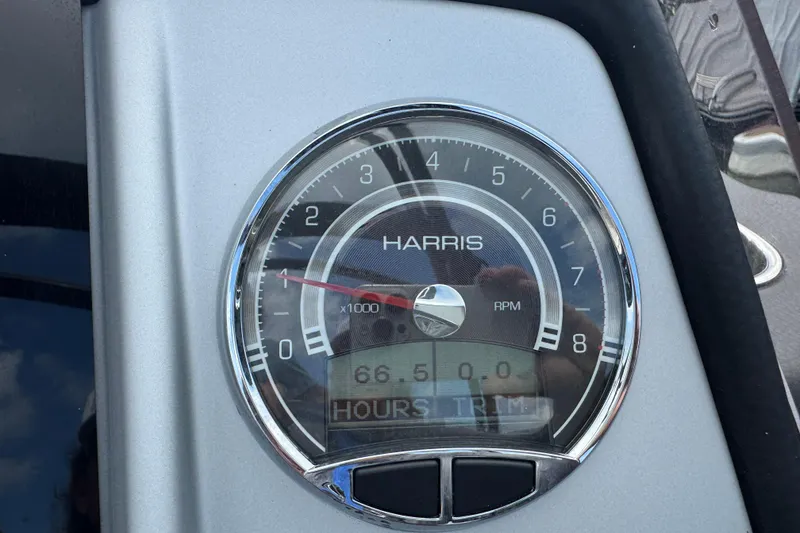 0 1 2 3 4 5 6 7 8
HARRIS
x1000 RPM
66.5 0.0
HOURS TRIM